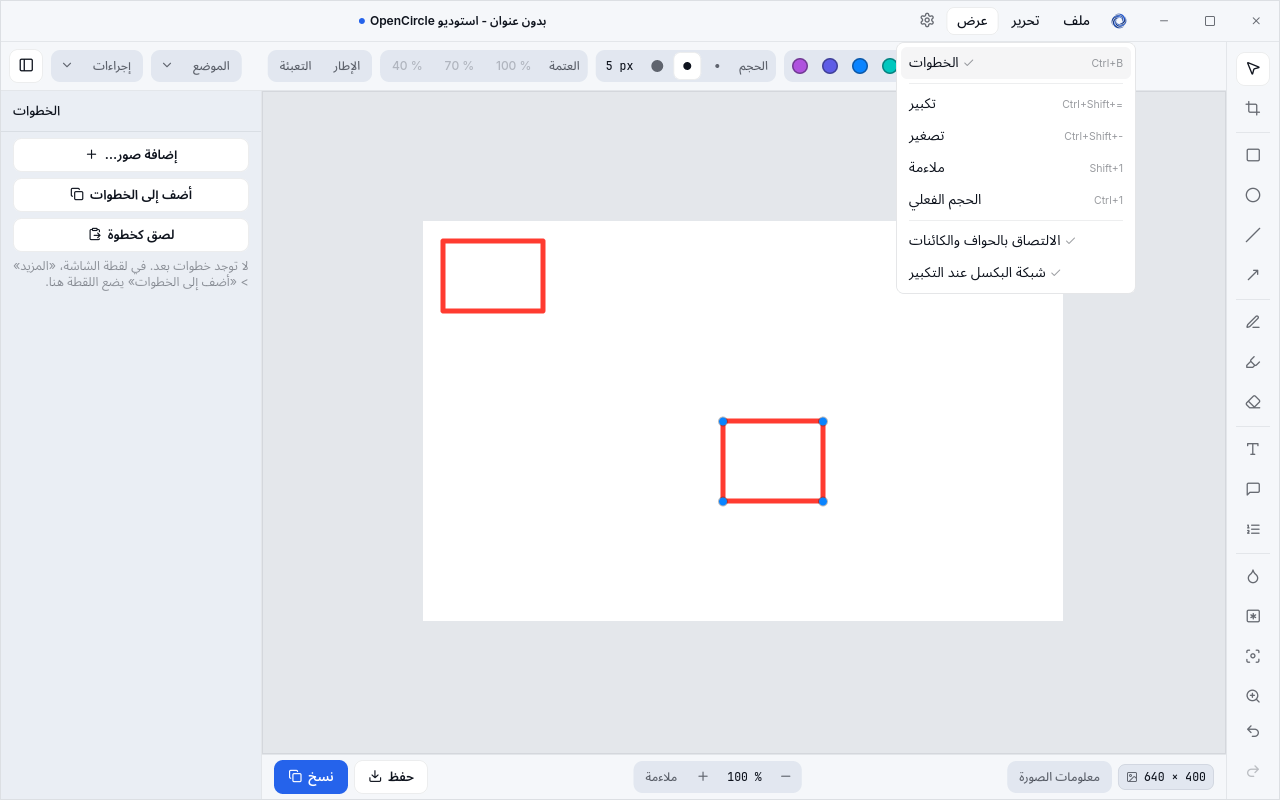 ملف
تحرير
عرض
بدون عنوان - استوديو OpenCircle
الحجم
5 px
العتمة
100 %
70 %
40 %
الإطار
التعبئة
الموضع
إجراءات
الخطوات Ctrl+B
تكبير Ctrl+Shift+=
تصغير Ctrl+Shift+-
ملاءمة Shift+1
الحجم الفعلي Ctrl+1
الالتصاق بالحواف والكائنات
شبكة البكسل عند التكبير
الخطوات
إضافة صور...
أضف إلى الخطوات
لصق كخطوة
لا توجد خطوات بعد. في لقطة الشاشة، «المزيد»
> «أضف إلى الخطوات» يضع اللقطة هنا.
640 × 400
معلومات الصورة
100 %
ملاءمة
حفظ
نسخ